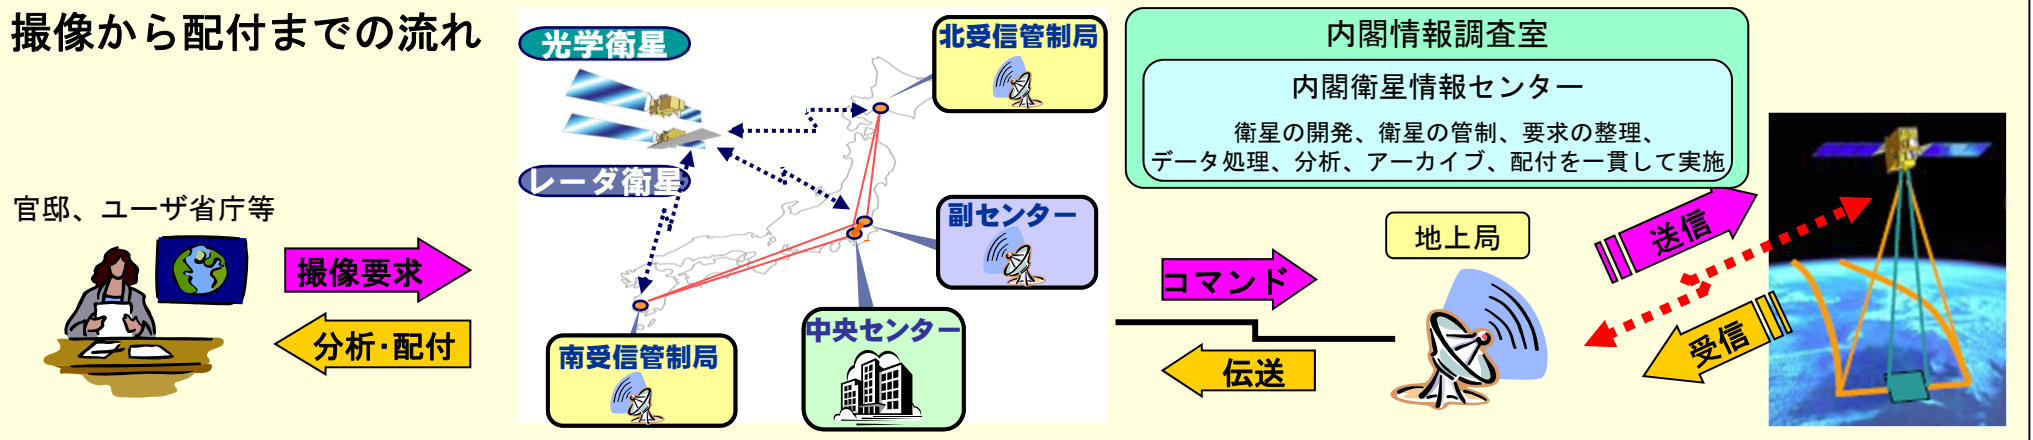 撮像から配付までの流れ
官邸、ユーザ省庁等
撮像要求
分析・配付
光学衛星
レーダ衛星
北受信管制局
副センター
中央センター
南受信管制局
内閣情報調査室
内閣衛星情報センター
衛星の開発、衛星の管制、要求の整理、
データ処理、分析、アーカイブ、配付を一貫して実施
コマンド
伝送
地上局
送信
受信